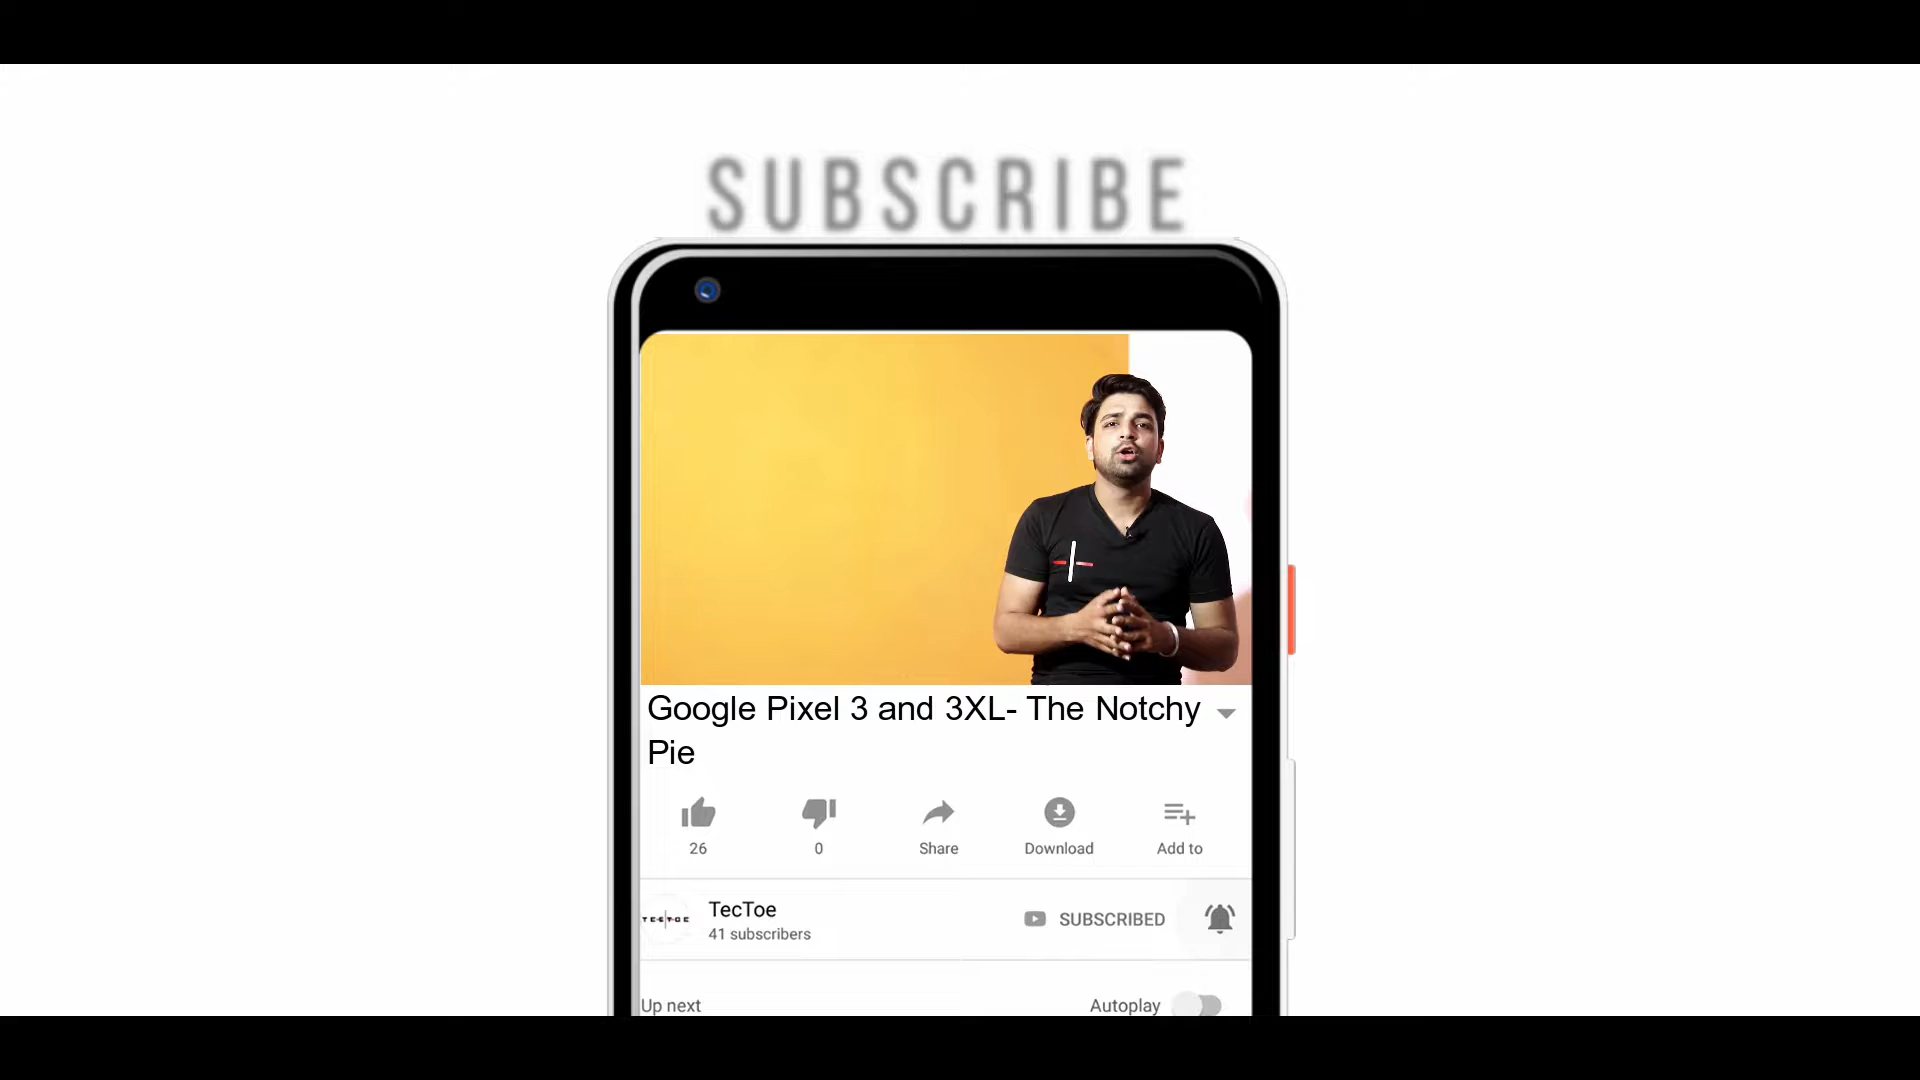 SUBSCRIBE
Google Pixel 3 and 3XL- The Notchy
Pie
26
0
Share
Download
Add to
TECTOE
TecToe
41 subscribers
SUBSCRIBED
Up next
Autoplay